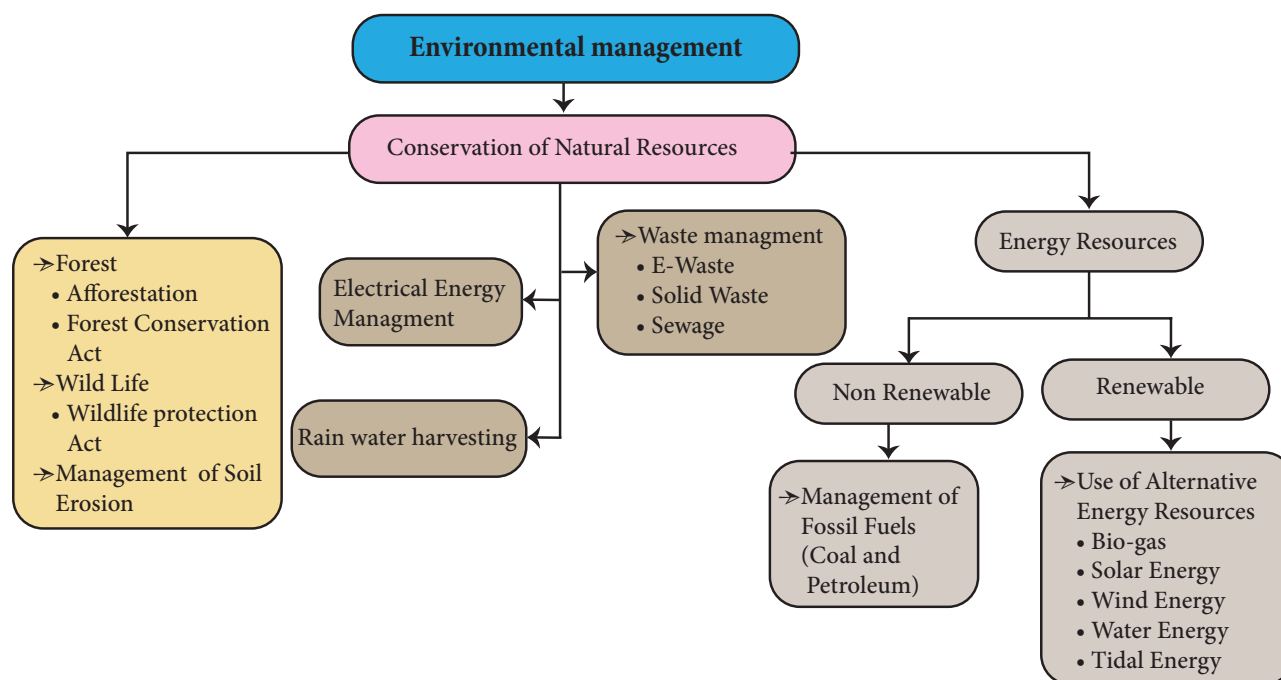 Environmental management
Conservation of Natural Resources
➔Forest
• Afforestation
• Forest Conservation
Act
➔Wild Life
• Wildlife protection
Act
➔Management of Soil
Erosion
Electrical Energy
Managment
Rain water harvesting
➔Waste managment
• E-Waste
• Solid Waste
• Sewage
Energy Resources
Non Renewable
➔Management of
Fossil Fuels
(Coal and
Petroleum)
Renewable
➔Use of Alternative
Energy Resources
• Bio-gas
• Solar Energy
• Wind Energy
• Water Energy
• Tidal Energy